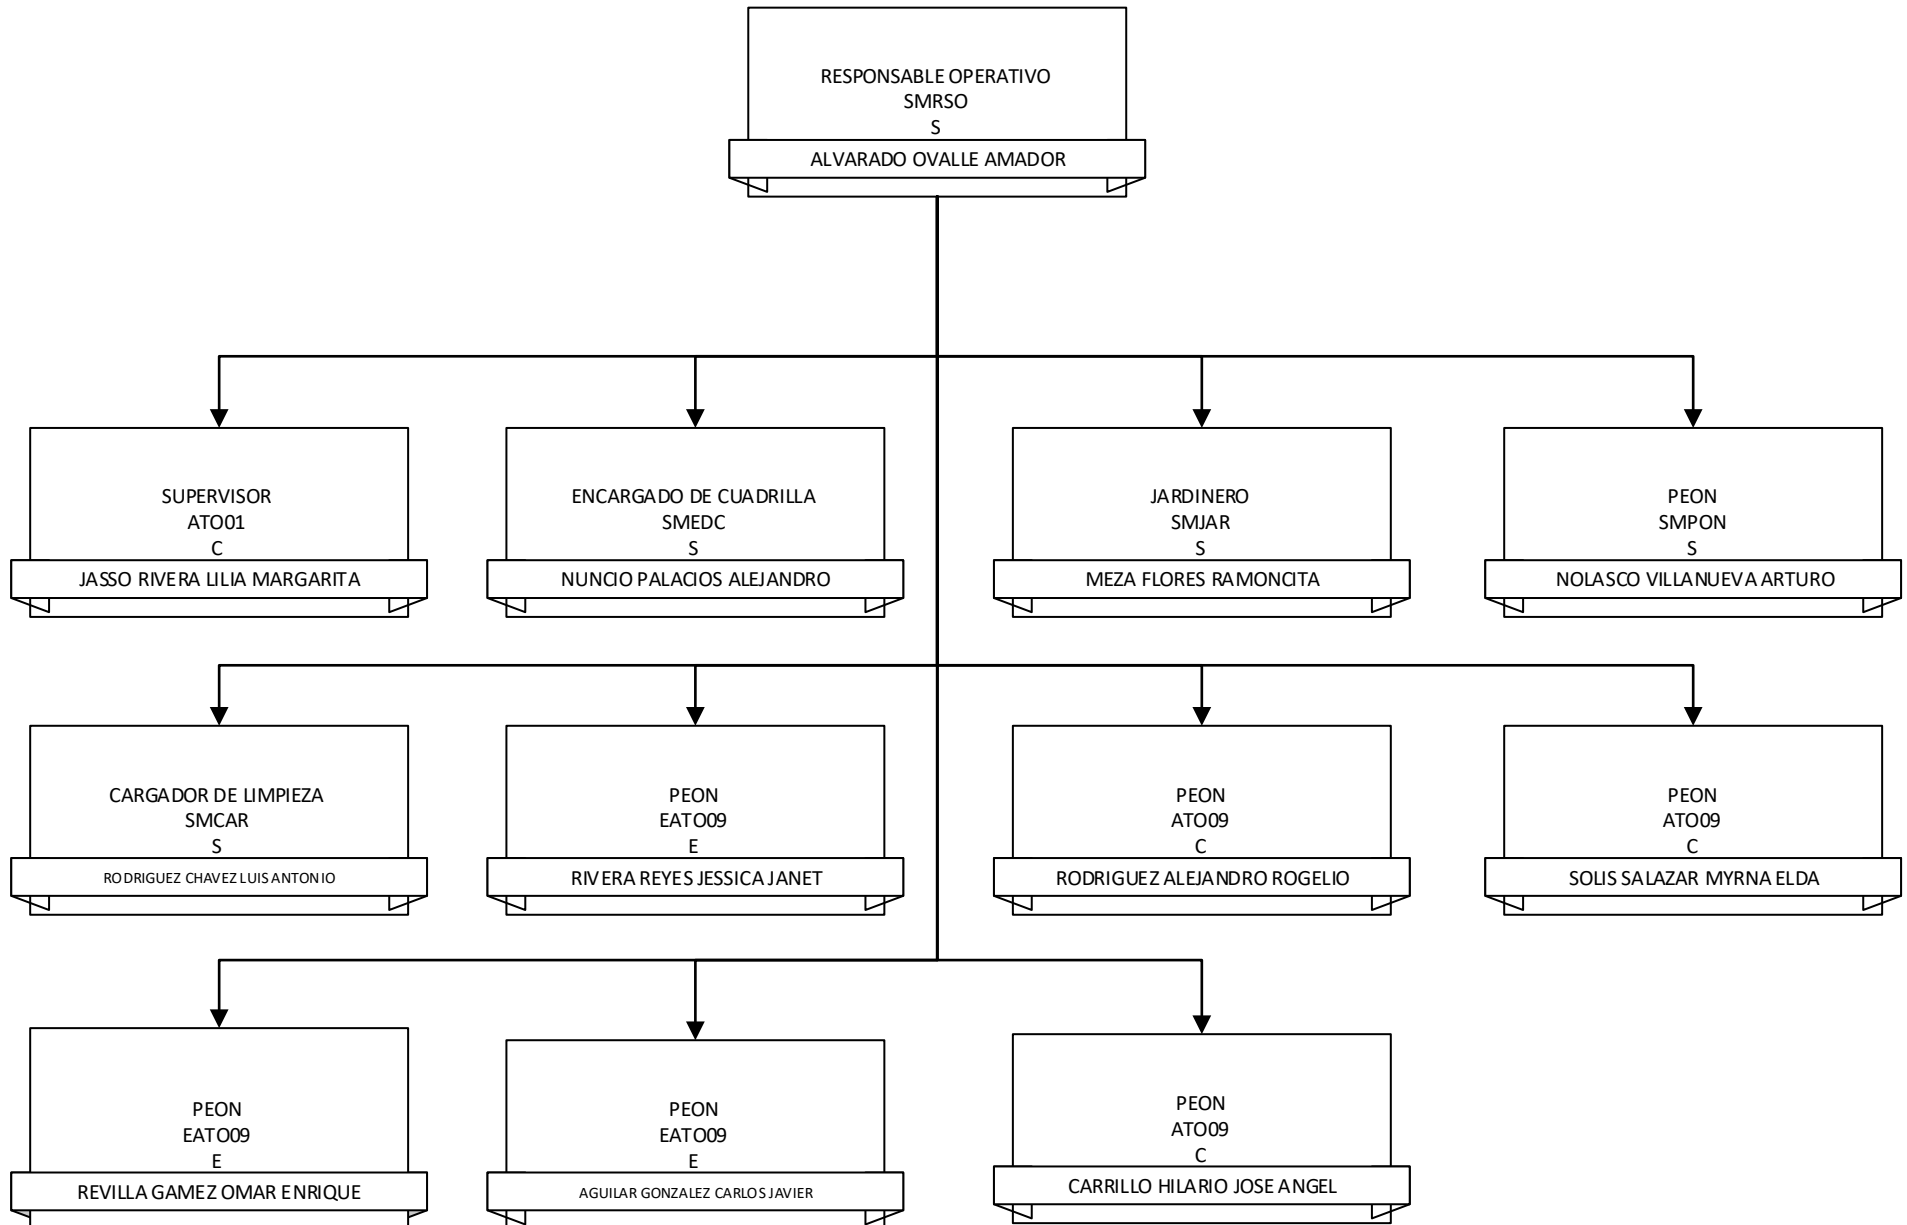 RESPONSABLE OPERATIVO
SMRSO
S
ALVARADO OVALLE AMADOR
SUPERVISOR
ATO01
C
JASSO RIVERA LILIA MARGARITA
ENCARGADO DE CUADRILLA
SMEDC
S
NUNCIO PALACIOS ALEJANDRO
JARDINERO
SMJAR
S
MEZA FLORES RAMONCITA
PEON
SMPON
S
NOLASCO VILLANUEVA ARTURO
CARGADOR DE LIMPIEZA
SMCAR
S
RODRIGUEZ CHAVEZ LUIS ANTONIO
PEON
EATO09
E
RIVERA REYES JESSICA JANET
PEON
ATO09
C
RODRIGUEZ ALEJANDRO ROGELIO
PEON
ATO09
C
SOLIS SALAZAR MYRNA ELDA
PEON
EATO09
E
REVILLA GAMEZ OMAR ENRIQUE
PEON
EATO09
E
AGUILAR GONZALEZ CARLOS JAVIER
PEON
ATO09
C
CARRILLO HILARIO JOSE ANGEL